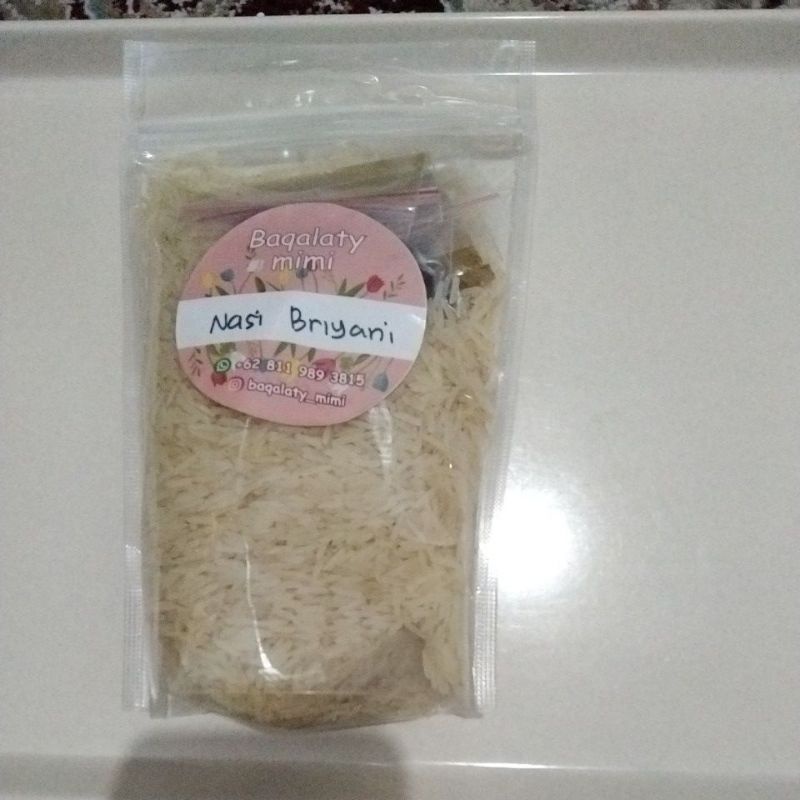 Baqalaty
mimi
Nasi Briyani
+62 811 989 3815
baqalaty_mimi